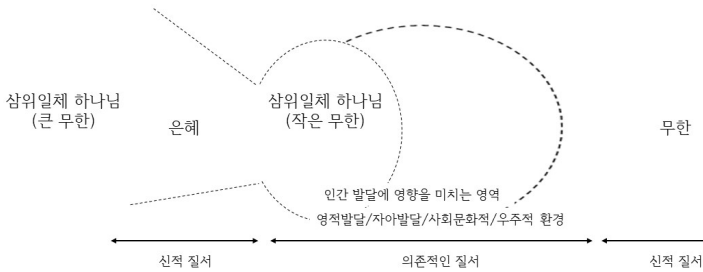 삼위일체 하나님
(큰 무한)
은혜
삼위일체 하나님
(작은 무한)
무한
인간 발달에 영향을 미치는 영역
영적발달/자아발달/사회문화적/우주적 환경
신적 질서
의존적인 질서
신적 질서